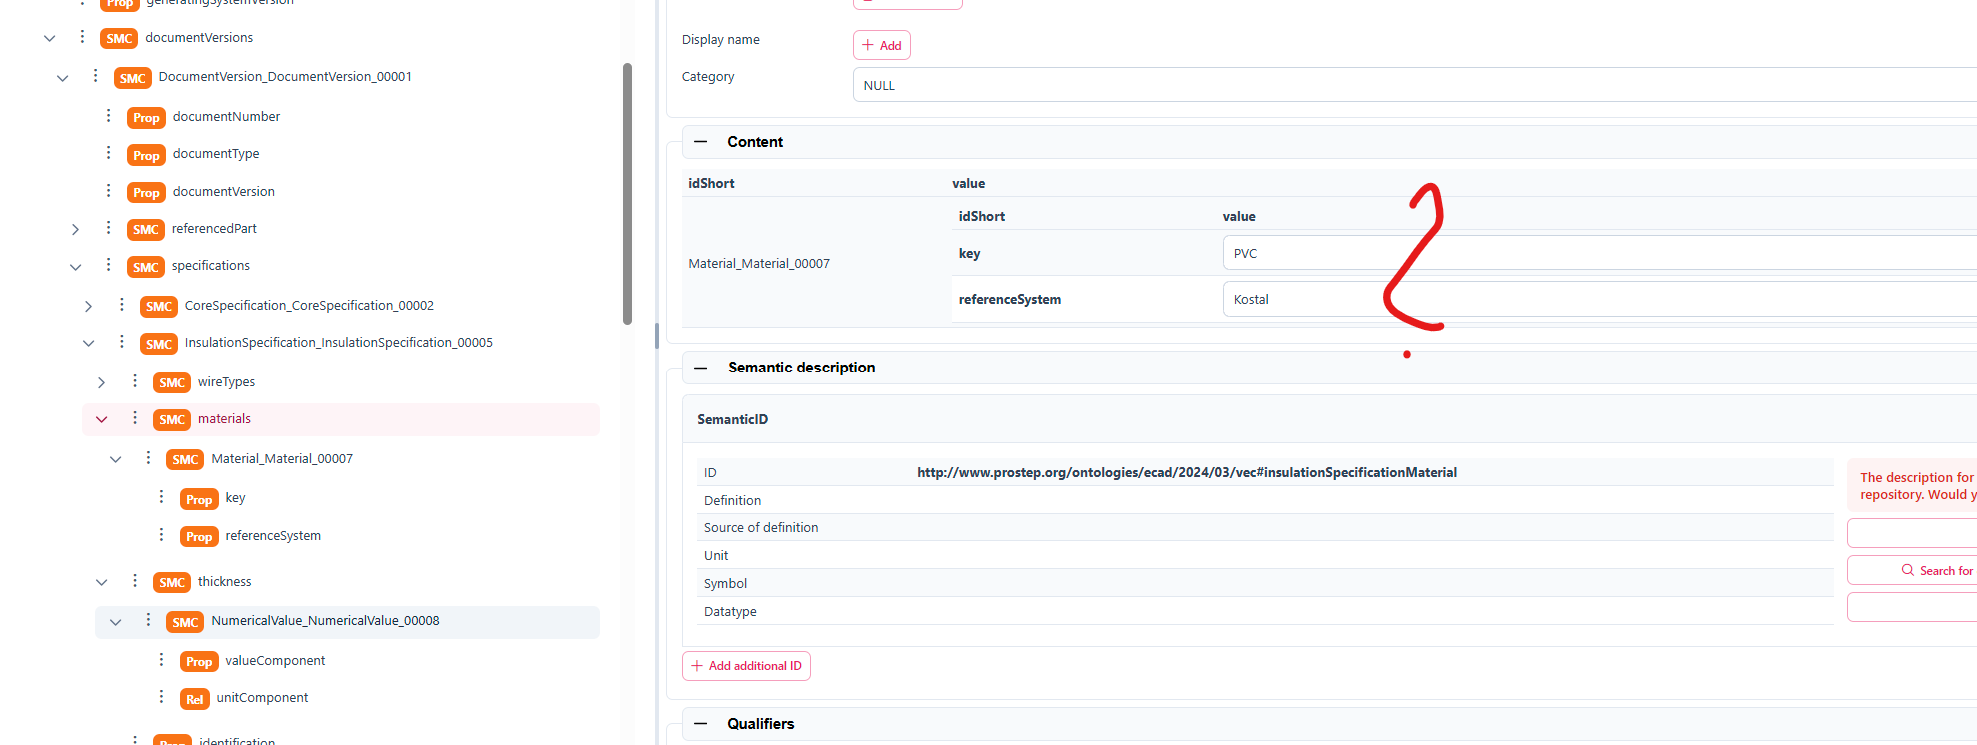 Prop generatingSystemVersion
SMC documentVersions
SMC DocumentVersion_DocumentVersion_00001
Prop documentNumber
Prop documentType
Prop documentVersion
SMC referencedPart
SMC specifications
SMC CoreSpecification_CoreSpecification_00002
SMC InsulationSpecification_InsulationSpecification_00005
SMC wireTypes
SMC materials
SMC Material_Material_00007
Prop key
Prop referenceSystem
SMC thickness
SMC NumericalValue_NumericalValue_00008
Prop valueComponent
Rel unitComponent
Prop identification
Display name
+ Add
Category
NULL
Content
idShort value
idShort value
Material_Material_00007
key PVC
referenceSystem Kostal
?
Semantic description
SemanticID
ID http://www.prostep.org/ontologies/ecad/2024/03/vec#insulationSpecificationMaterial
Definition
Source of definition
Unit
Symbol
Datatype
The description for
repository. Would y
Search for
+ Add additional ID
Qualifiers